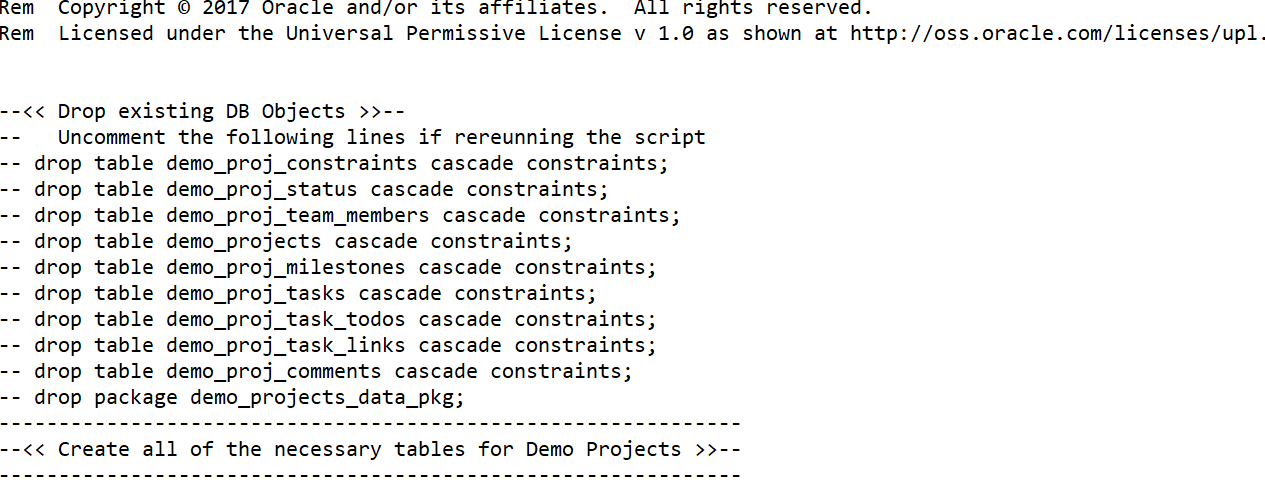 Rem  Copyright © 2017 Oracle and/or its affiliates.  All rights reserved.
Rem  Licensed under the Universal Permissive License v 1.0 as shown at http://oss.oracle.com/licenses/upl.
--<< Drop existing DB Objects >>--
--   Uncomment the following lines if rereunning the script
-- drop table demo_proj_constraints cascade constraints;
-- drop table demo_proj_status cascade constraints;
-- drop table demo_proj_team_members cascade constraints;
-- drop table demo_projects cascade constraints;
-- drop table demo_proj_milestones cascade constraints;
-- drop table demo_proj_tasks cascade constraints;
-- drop table demo_proj_task_todos cascade constraints;
-- drop table demo_proj_task_links cascade constraints;
-- drop table demo_proj_comments cascade constraints;
-- drop package demo_projects_data_pkg;
--------------------------------------------------------------
--<< Create all of the necessary tables for Demo Projects >>--
--------------------------------------------------------------